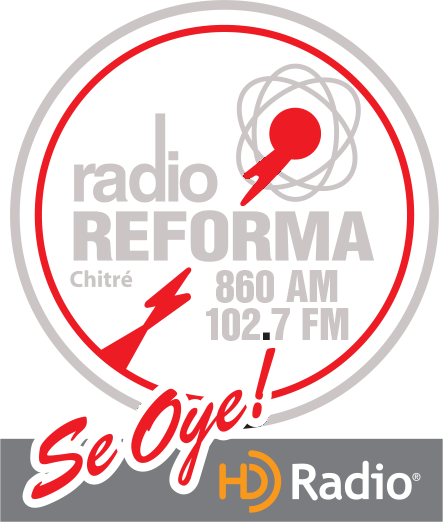 radio
REFORMA
Chitré
860 AM
102.7 FM
Se Oye!
HD Radio®